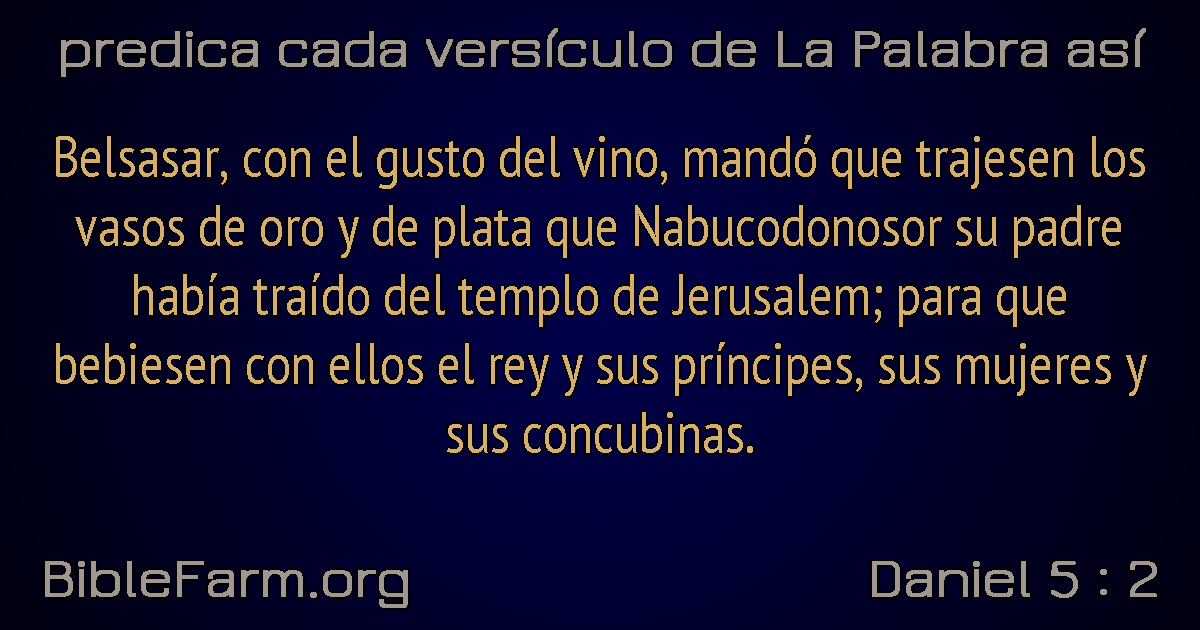 predica cada versículo de La Palabra así
Belsasar, con el gusto del vino, mandó que trajesen los
vasos de oro y de plata que Nabucodonosor su padre
había traído del templo de Jerusalem; para que
bebiesen con ellos el rey y sus príncipes, sus mujeres y
sus concubinas.
BibleFarm.org
Daniel 5 : 2